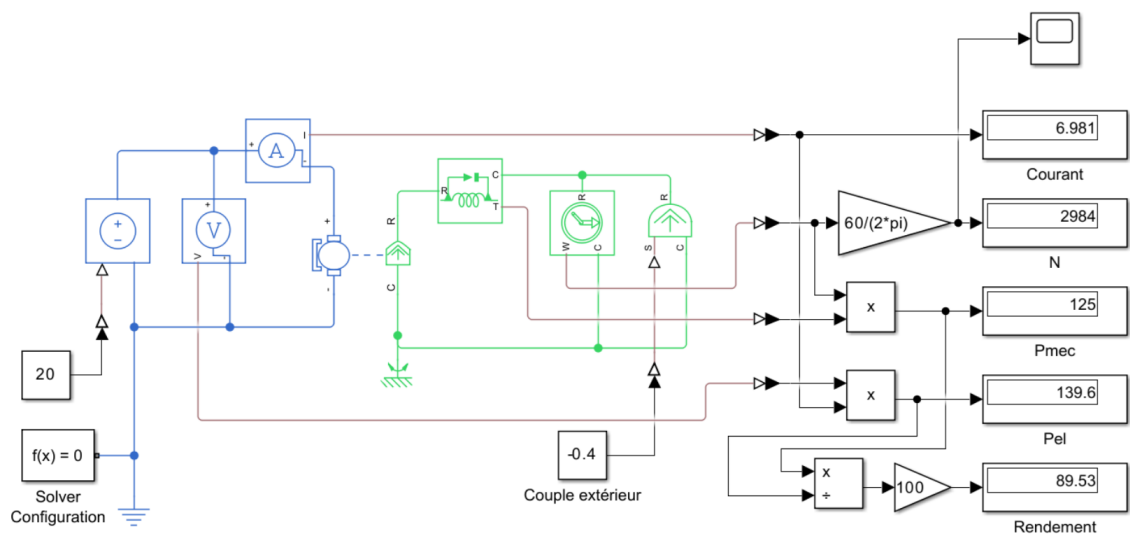 I
6.981
+
A
-
Courant
R
C
T
+
-
+
V
-
V
+
-
R
C
R
W
C
R
S
C
60/(2*pi)
2984
N
x
125
Pmec
20
x
139.6
Pel
f(x) = 0
-0.4
x
÷
100
89.53
Solver
Configuration
Couple extérieur
Rendement